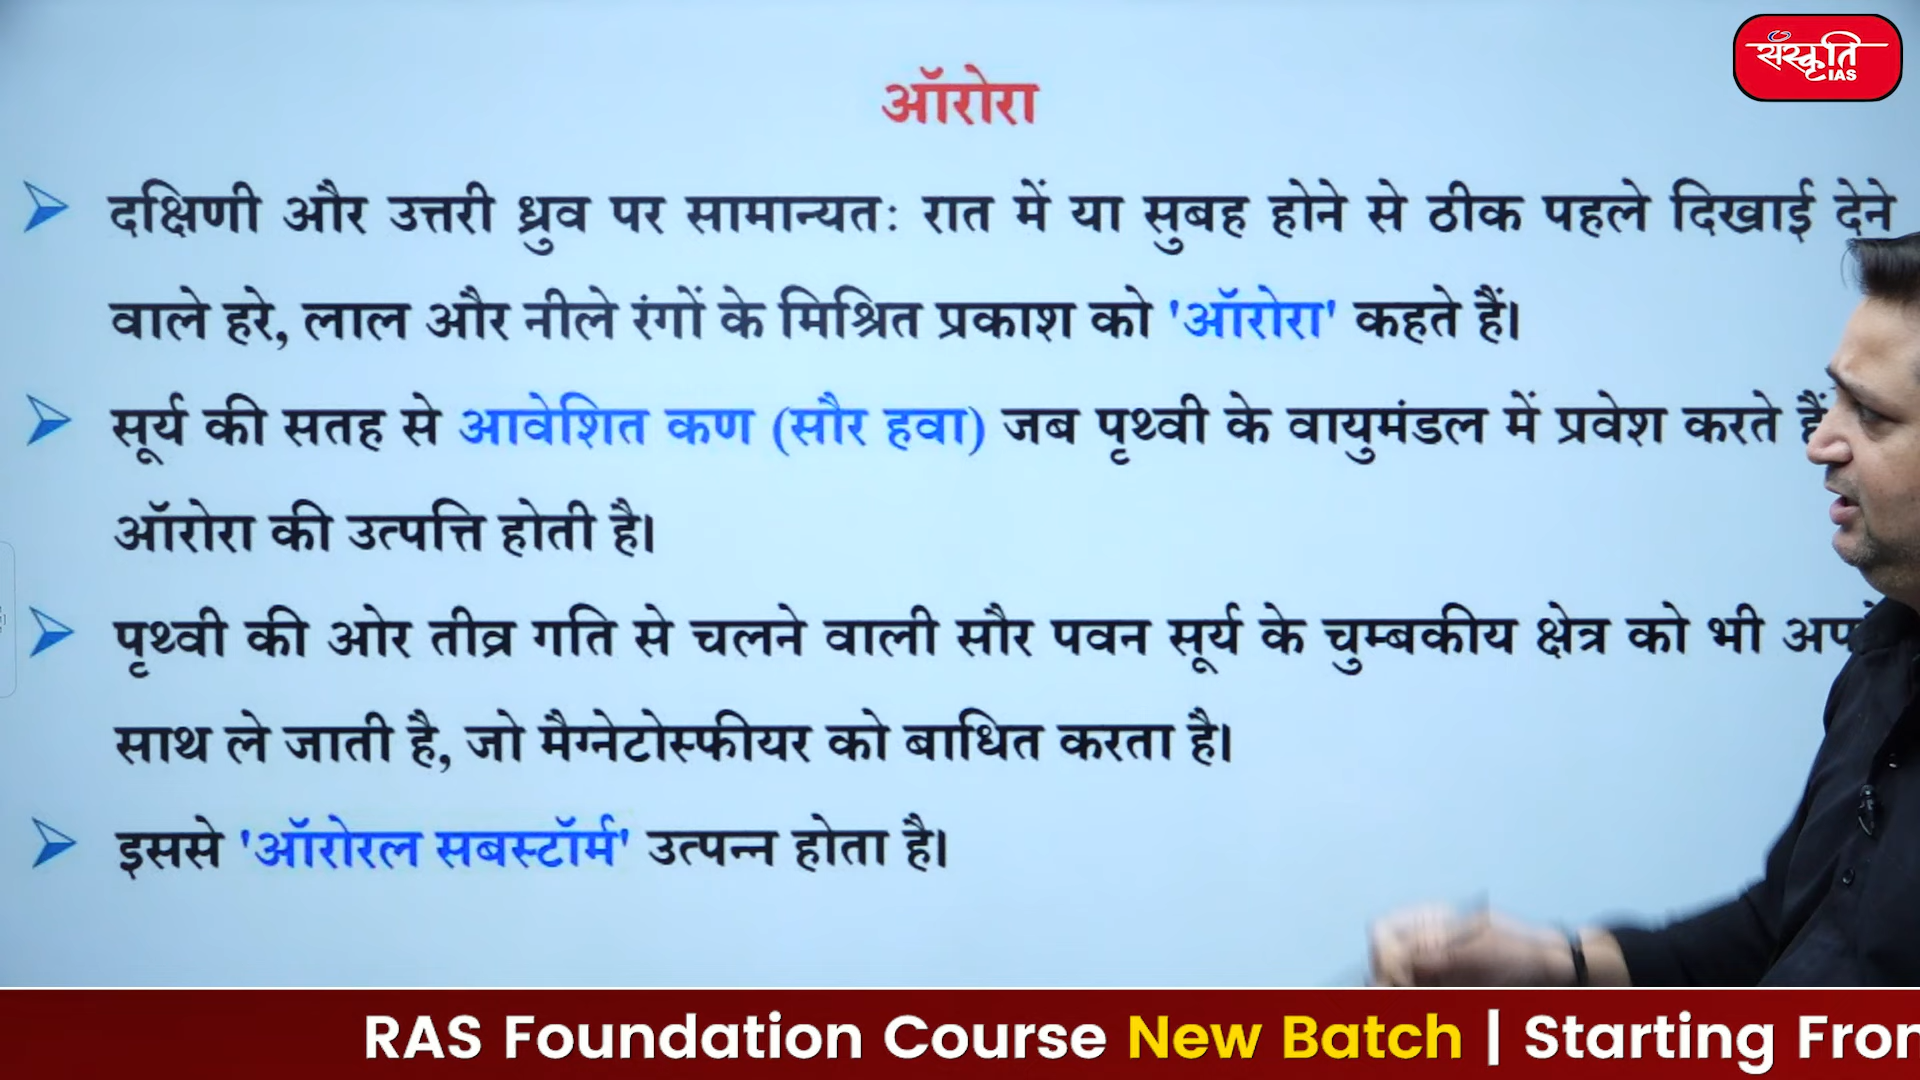 संस्कृति
IAS
ऑरोरा
दक्षिणी और उत्तरी ध्रुव पर सामान्यतः रात में या सुबह होने से ठीक पहले दिखाई देने
वाले हरे, लाल और नीले रंगों के मिश्रित प्रकाश को 'ऑरोरा' कहते हैं।
सूर्य की सतह से आवेशित कण (सौर हवा) जब पृथ्वी के वायुमंडल में प्रवेश करते हैं
ऑरोरा की उत्पत्ति होती है।
पृथ्वी की ओर तीव्र गति से चलने वाली सौर पवन सूर्य के चुम्बकीय क्षेत्र को भी
साथ ले जाती है, जो मैग्नेटोस्फीयर को बाधित करता है।
इससे 'ऑरोरल सबस्टॉर्म' उत्पन्न होता है।
RAS Foundation Course New Batch | Starting